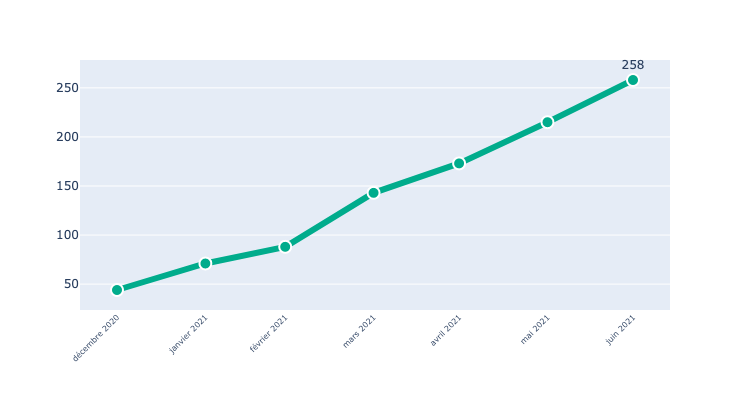 258
250
200
150
100
50
décembre 2020
janvier 2021
février 2021
mars 2021
avril 2021
mai 2021
juin 2021